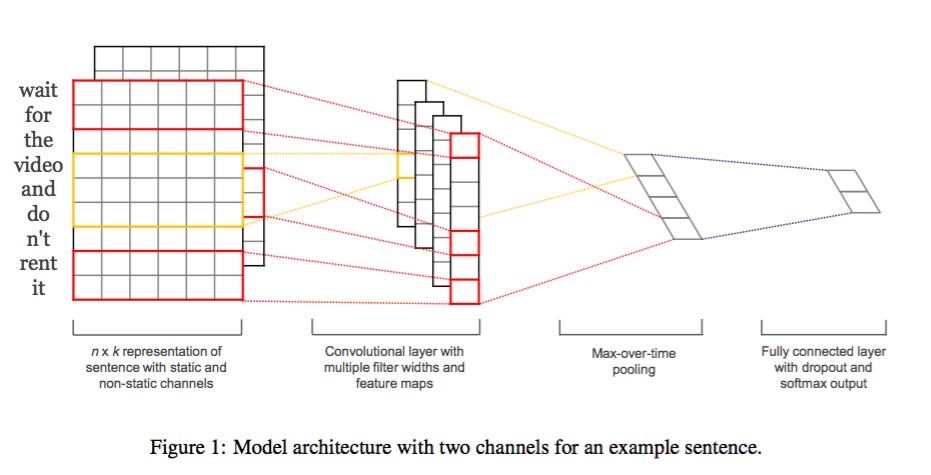 wait
for
the
video
and
do
n't
rent
it
n x k representation of
sentence with static and
non-static channels
Convolutional layer with
multiple filter widths and
feature maps
Max-over-time
pooling
Fully connected layer
with dropout and
softmax output
Figure 1: Model architecture with two channels for an example sentence.